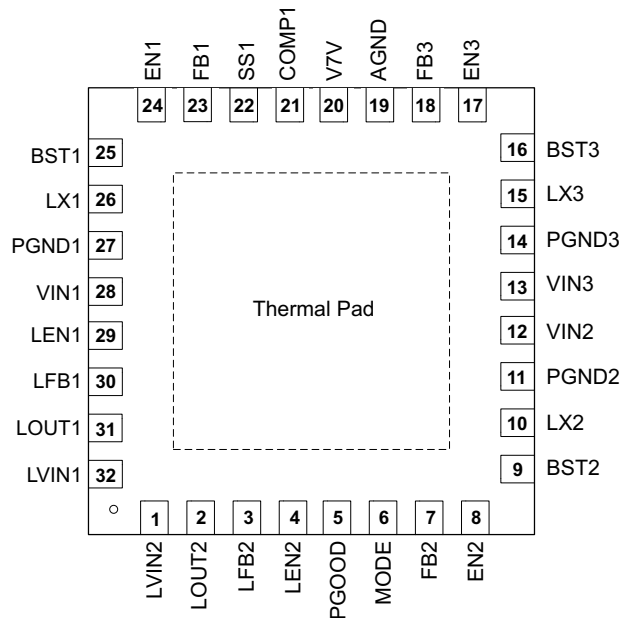 EN1 FB1 SS1 COMP1 V7V AGND FB3 EN3
24 23 22 21 20 19 18 17
BST1 25
LX1 26
PGND1 27
VIN1 28
LEN1 29
LFB1 30
LOUT1 31
LVIN1 32
Thermal Pad
16 BST3
15 LX3
14 PGND3
13 VIN3
12 VIN2
11 PGND2
10 LX2
9 BST2
1 2 3 4 5 6 7 8
LVIN2 LOUT2 LFB2 LEN2 PGOOD MODE FB2 EN2